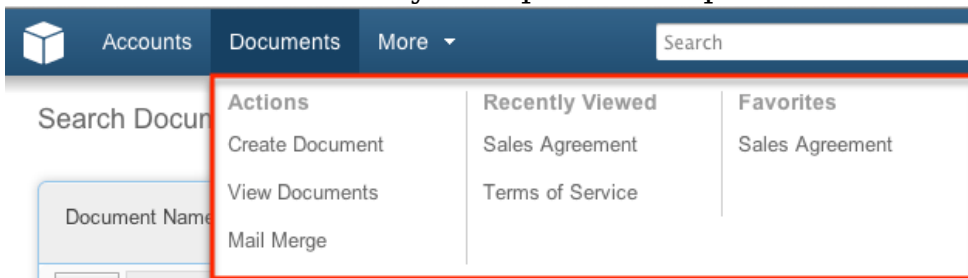 Accounts Documents More Search
Search Docum
Actions Recently Viewed Favorites
Create Document Sales Agreement Sales Agreement
View Documents Terms of Service
Document Name
Mail Merge